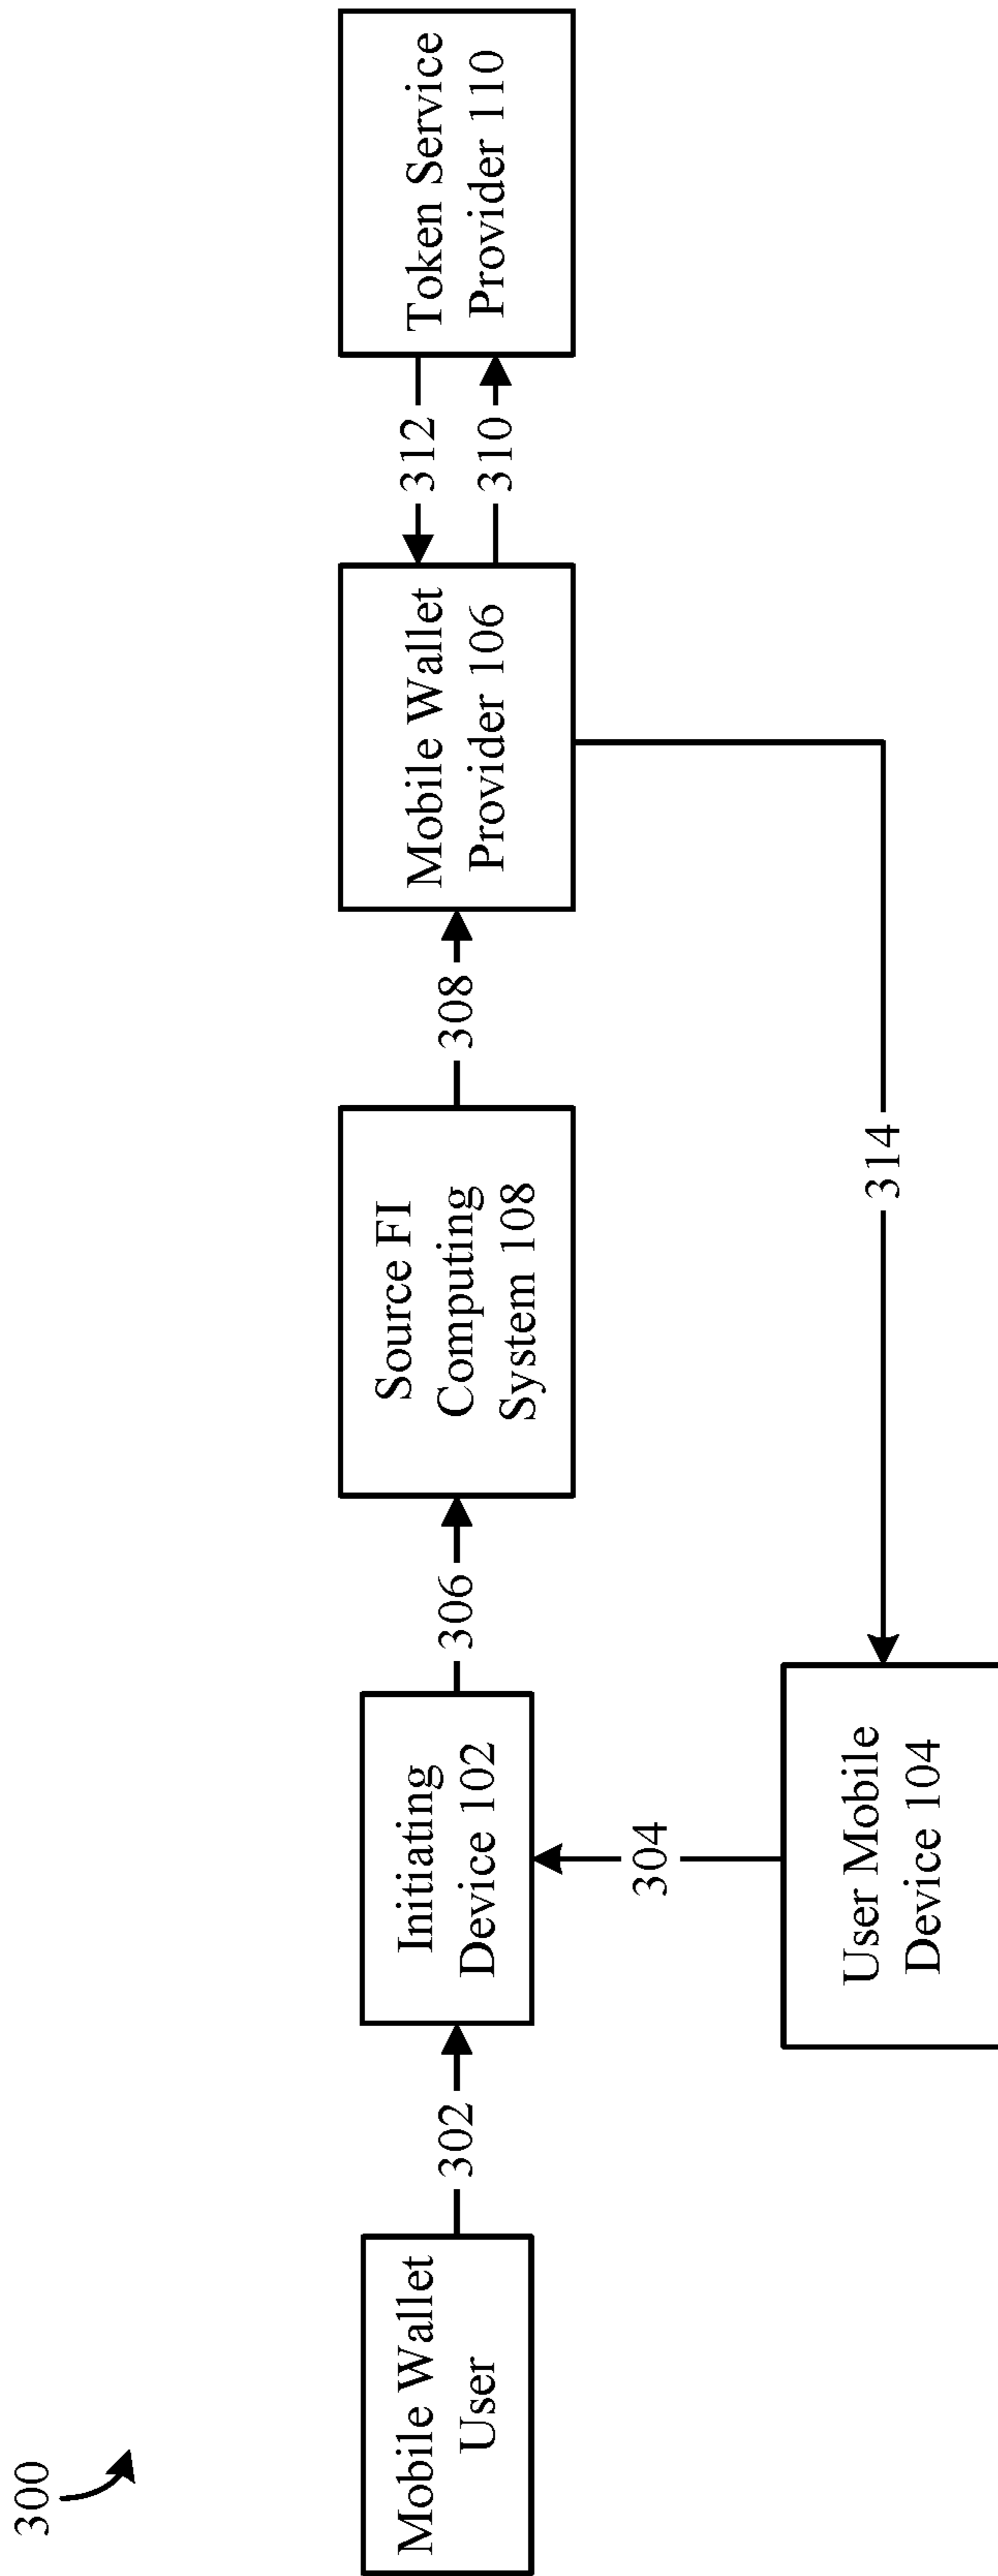 300
Mobile Wallet
User
302
Initiating
Device 102
306
Source FI
Computing
System 108
308
Mobile Wallet
Provider 106
312
310
Token Service
Provider 110
304
314
User Mobile
Device 104